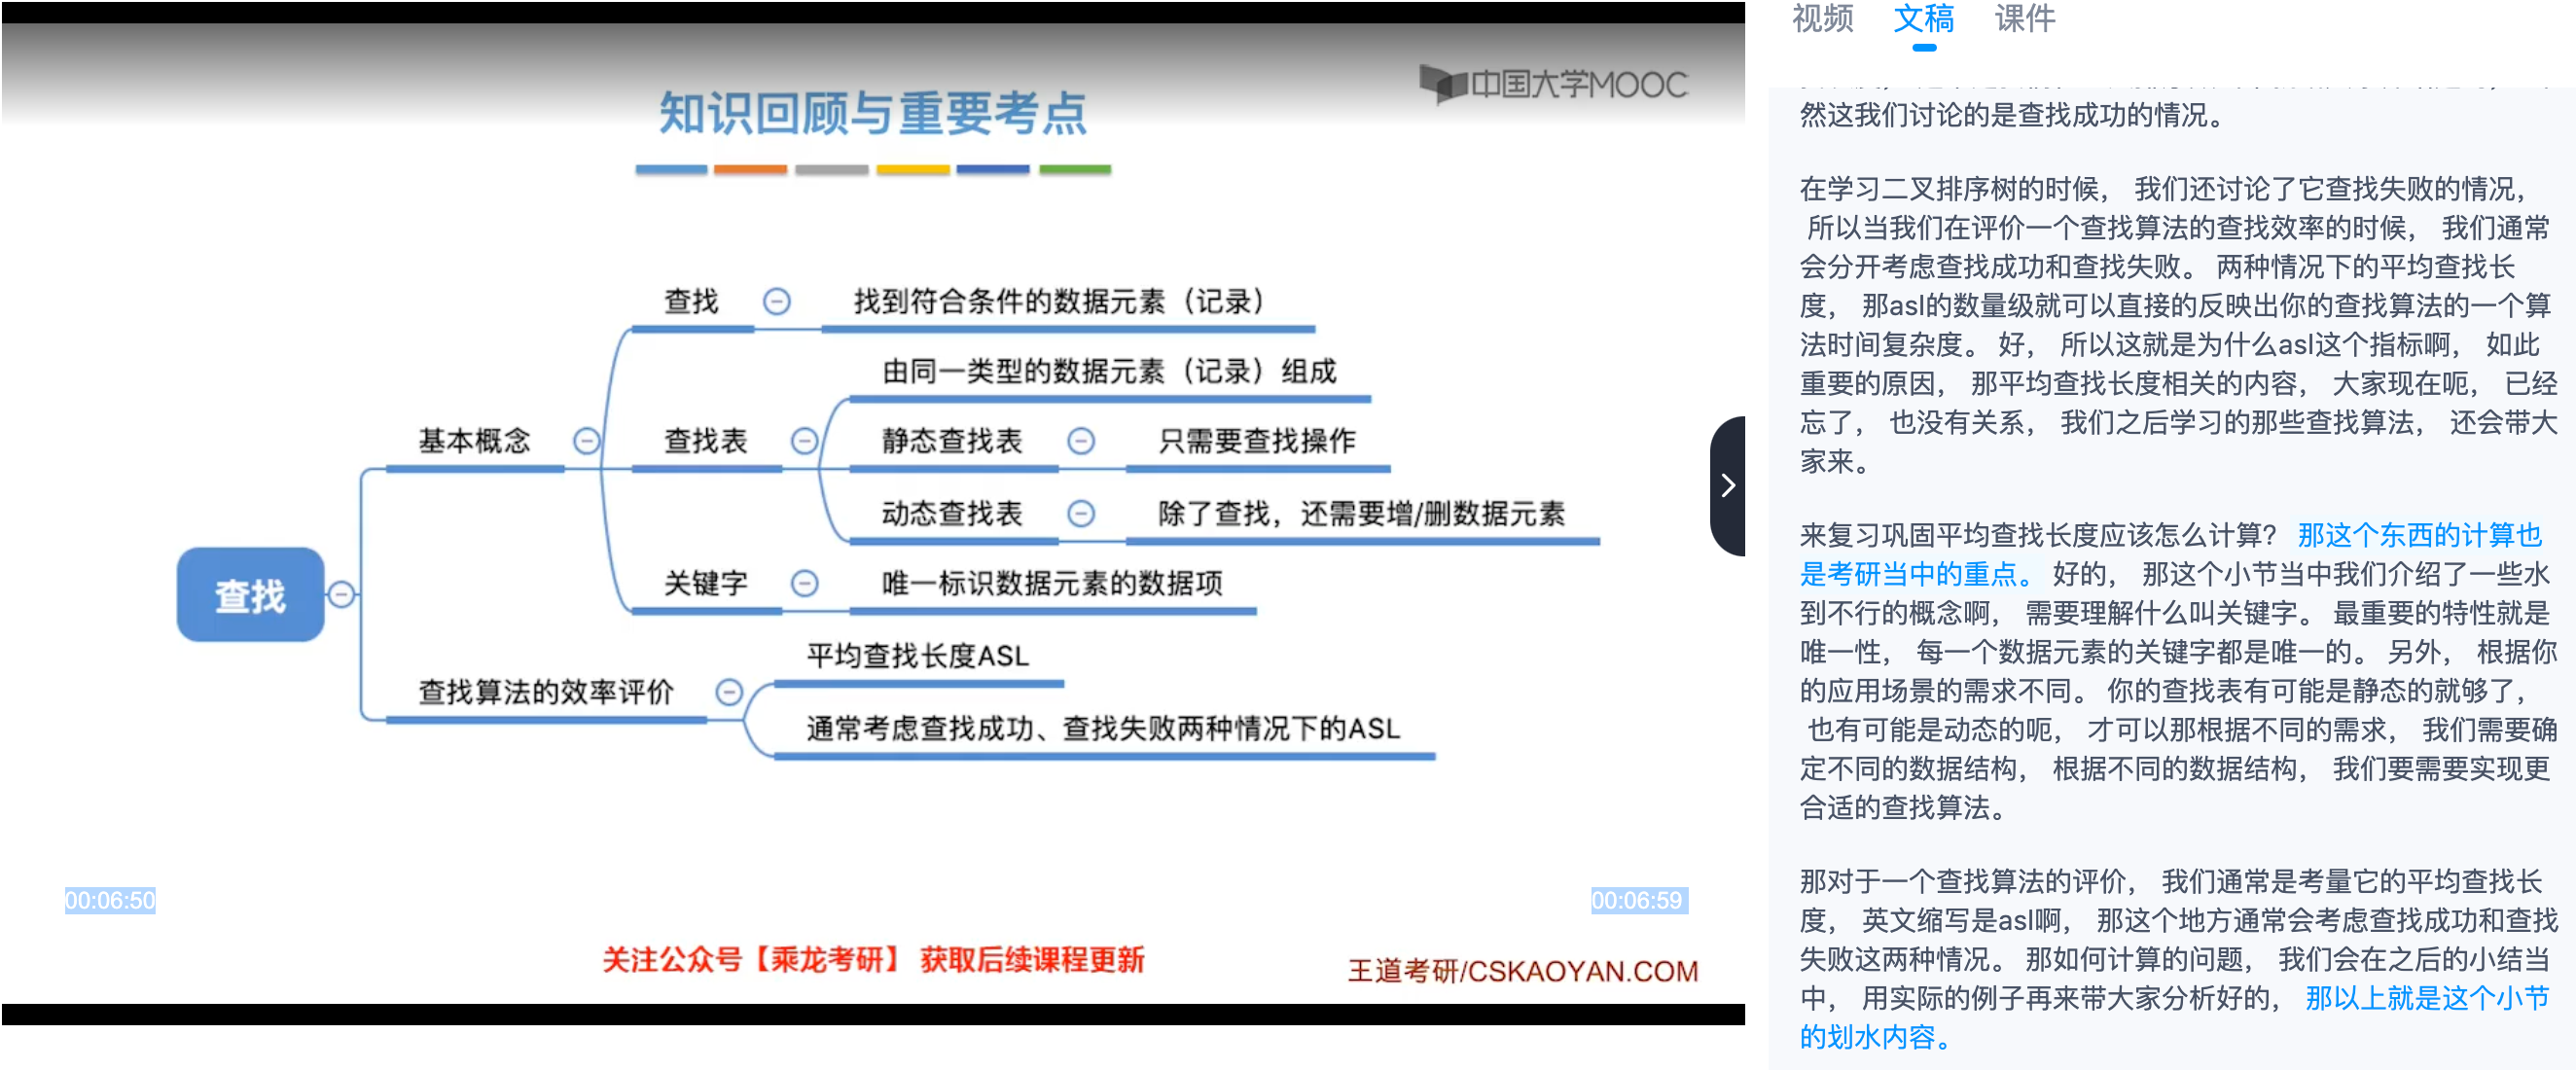 中国大学MOOC
知识回顾与重要考点
查找
找到符合条件的数据元素（记录）
由同一类型的数据元素（记录）组成
基本概念
查找表
静态查找表
只需要查找操作
动态查找表
除了查找，还需要增/删数据元素
查找
关键字
唯一标识数据元素的数据项
平均查找长度ASL
查找算法的效率评价
通常考虑查找成功、查找失败两种情况下的ASL
00:06:50
00:06:59
关注公众号【乘龙考研】 获取后续课程更新
王道考研/CSKAOYAN.COM
视频 文稿 课件
然这我们讨论的是查找成功的情况。
在学习二叉排序树的时候， 我们还讨论了它查找失败的情况，
所以当我们在评价一个查找算法的查找效率的时候， 我们通常
会分开考虑查找成功和查找失败。 两种情况下的平均查找长
度， 那asl的数量级就可以直接的反映出你的查找算法的一个算
法时间复杂度。 好， 所以这就是为什么asl这个指标啊， 如此
重要的原因， 那平均查找长度相关的内容， 大家现在呃， 已经
忘了， 也没有关系， 我们之后学习的那些查找算法， 还会带大
家来。
来复习巩固平均查找长度应该怎么计算? 那这个东西的计算也
是考研当中的重点。 好的， 那这个小节当中我们介绍了一些水
到不行的概念啊， 需要理解什么叫关键字。 最重要的特性就是
唯一性， 每一个数据元素的关键字都是唯一的。 另外， 根据你
的应用场景的需求不同。 你的查找表有可能是静态的就够了，
也有可能是动态的呃， 才可以那根据不同的需求， 我们需要确
定不同的数据结构， 根据不同的数据结构， 我们要需要实现更
合适的查找算法。
那对于一个查找算法的评价， 我们通常是考量它的平均查找长
度， 英文缩写是asl啊， 那这个地方通常会考虑查找成功和查找
失败这两种情况。 那如何计算的问题， 我们会在之后的小结当
中， 用实际的例子再来带大家分析好的， 那以上就是这个小节
的划水内容。